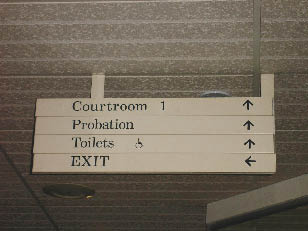 Courtroom 1 ↑
Probation ↑
Toilets ♿ ↑
EXIT ←